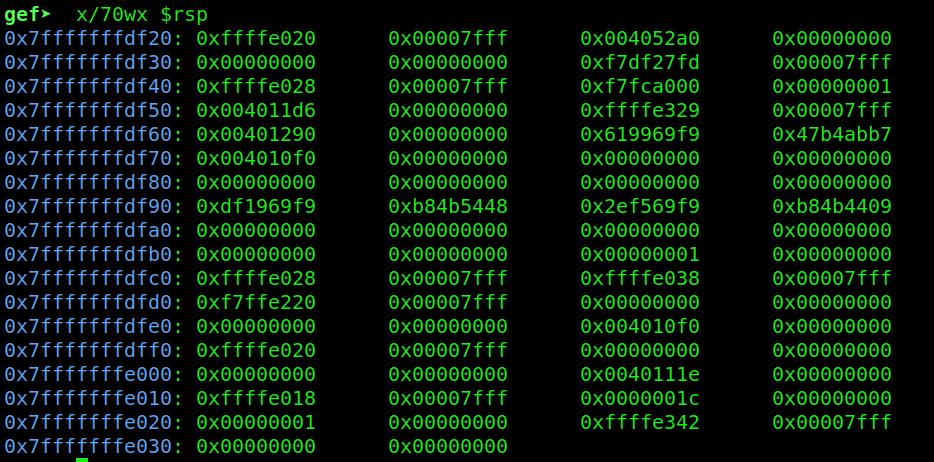 gef➤  x/70wx $rsp
0x7fffffffdf20: 0xffffe020 0x00007fff 0x004052a0 0x00000000
0x7fffffffdf30: 0x00000000 0x00000000 0xf7df27fd 0x00007fff
0x7fffffffdf40: 0xffffe028 0x00007fff 0xf7fca000 0x00000001
0x7fffffffdf50: 0x004011d6 0x00000000 0xffffe329 0x00007fff
0x7fffffffdf60: 0x00401290 0x00000000 0x619969f9 0x47b4abb7
0x7fffffffdf70: 0x004010f0 0x00000000 0x00000000 0x00000000
0x7fffffffdf80: 0x00000000 0x00000000 0x00000000 0x00000000
0x7fffffffdf90: 0xdf1969f9 0xb84b5448 0x2ef569f9 0xb84b4409
0x7fffffffdfa0: 0x00000000 0x00000000 0x00000000 0x00000000
0x7fffffffdfb0: 0x00000000 0x00000000 0x00000001 0x00000000
0x7fffffffdfc0: 0xffffe028 0x00007fff 0xffffe038 0x00007fff
0x7fffffffdfd0: 0xf7ffe220 0x00007fff 0x00000000 0x00000000
0x7fffffffdfe0: 0x00000000 0x00000000 0x004010f0 0x00000000
0x7fffffffdff0: 0xffffe020 0x00007fff 0x00000000 0x00000000
0x7fffffffe000: 0x00000000 0x00000000 0x0040111e 0x00000000
0x7fffffffe010: 0xffffe018 0x00007fff 0x0000001c 0x00000000
0x7fffffffe020: 0x00000001 0x00000000 0xffffe342 0x00007fff
0x7fffffffe030: 0x00000000 0x00000000